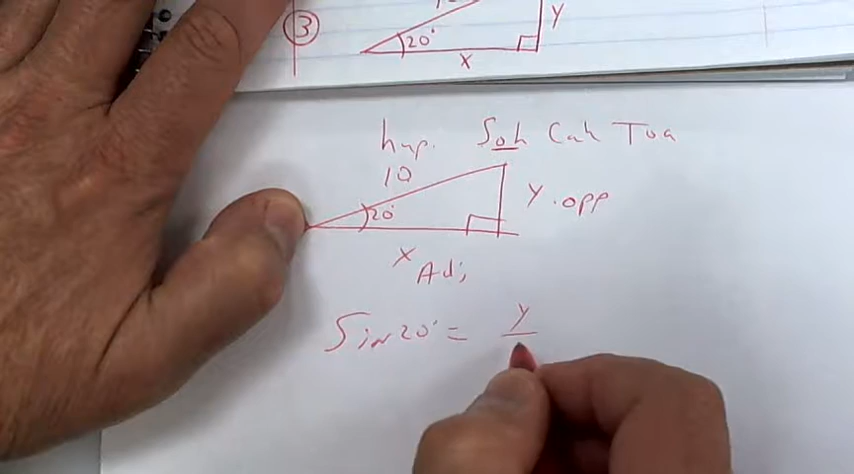 3
20° Y
X
hyp. Soh Cah Toa
10
20° Y. opp
X Adj
Sin 20° = Y